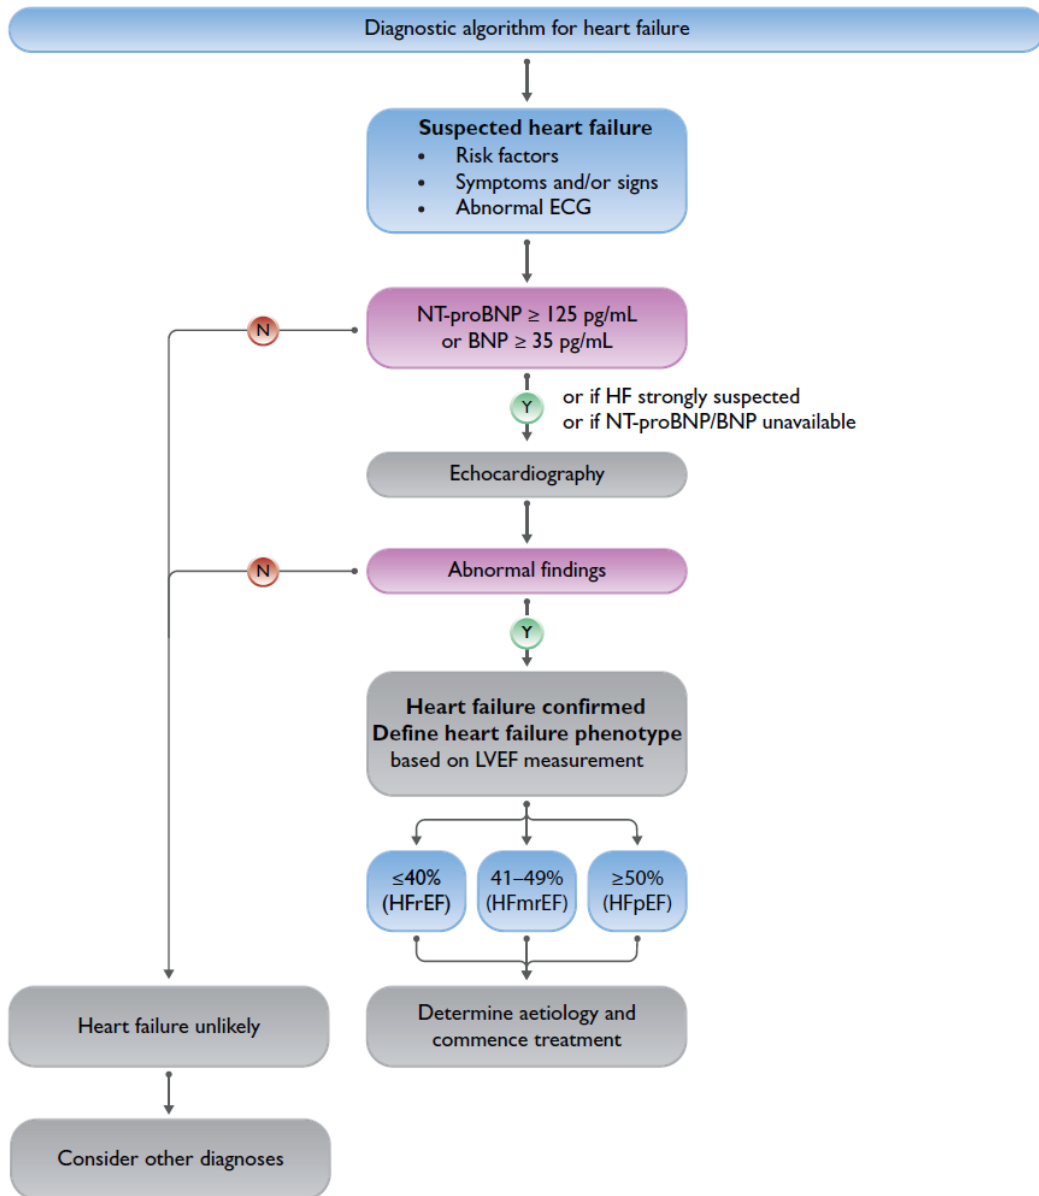 Diagnostic algorithm for heart failure
Suspected heart failure
• Risk factors
• Symptoms and/or signs
• Abnormal ECG
NT-proBNP ≥ 125 pg/mL
or BNP ≥ 35 pg/mL
N
Y
or if HF strongly suspected
or if NT-proBNP/BNP unavailable
Echocardiography
Abnormal findings
N
Y
Heart failure confirmed
Define heart failure phenotype
based on LVEF measurement
≤40%
(HFrEF)
41–49%
(HFmrEF)
≥50%
(HFpEF)
Determine aetiology and
commence treatment
Heart failure unlikely
Consider other diagnoses